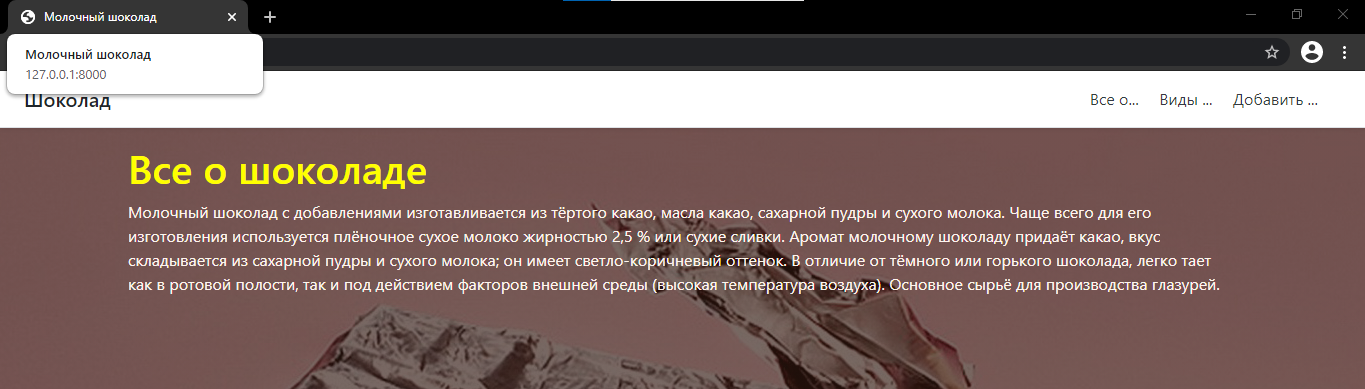 Молочный шоколад
Молочный шоколад
127.0.0.1:8000
Шоколад
Все о...
Виды ...
Добавить ...
Все о шоколаде
Молочный шоколад с добавлениями изготавливается из тёртого какао, масла какао, сахарной пудры и сухого молока. Чаще всего для его
изготовления используется плёночное сухое молоко жирностью 2,5 % или сухие сливки. Аромат молочному шоколаду придаёт какао, вкус
складывается из сахарной пудры и сухого молока; он имеет светло-коричневый оттенок. В отличие от тёмного или горького шоколада, легко тает
как в ротовой полости, так и под действием факторов внешней среды (высокая температура воздуха). Основное сырьё для производства глазурей.